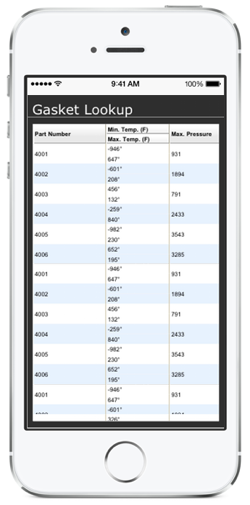 9:41 AM 100%
Gasket Lookup
Part Number Min. Temp. (F) Max. Temp. (F) Max. Pressure
4001 -946° 647° 931
4002 -601° 208° 1894
4003 456° 132° 791
4004 -259° 840° 2433
4005 -982° 230° 3543
4006 652° 195° 3285
4001 -946° 647° 931
4002 -601° 208° 1894
4003 456° 132° 791
4004 -259° 840° 2433
4005 -982° 230° 3543
4006 652° 195° 3285
4001 -946° 647° 931
-601°